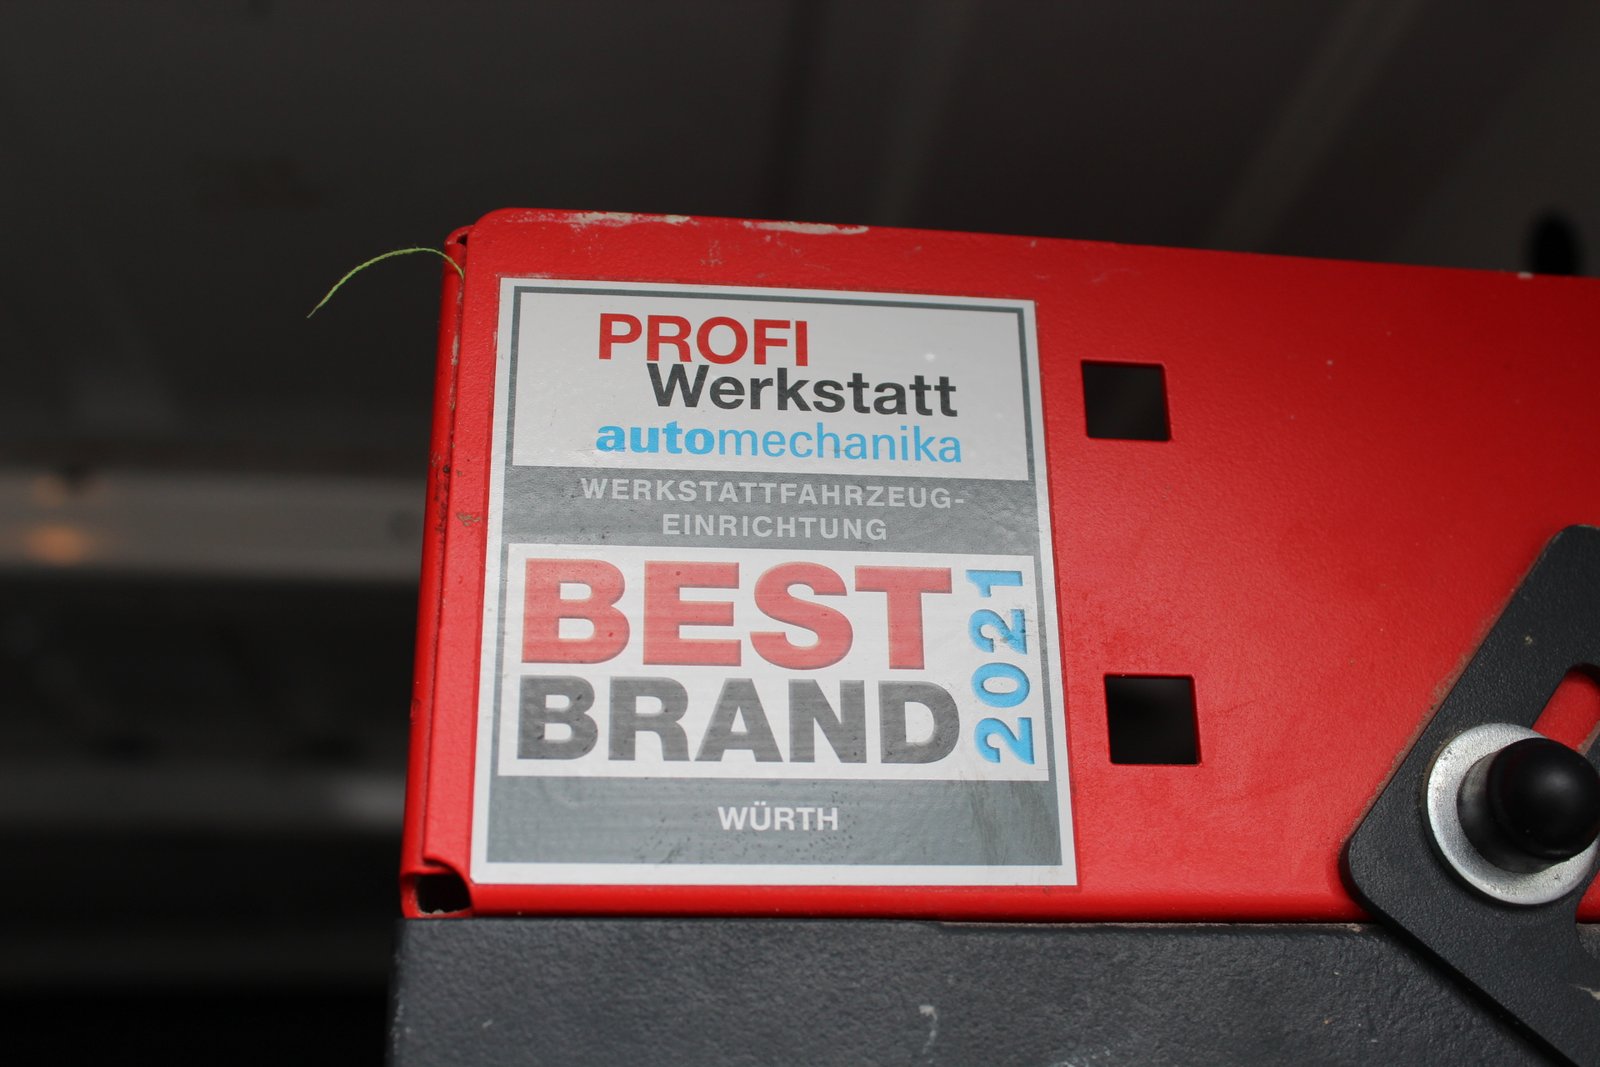 PROFI
Werkstatt
automechanika
WERKSTATTFAHRZEUG-
EINRICHTUNG
BEST
BRAND
2021
WÜRTH